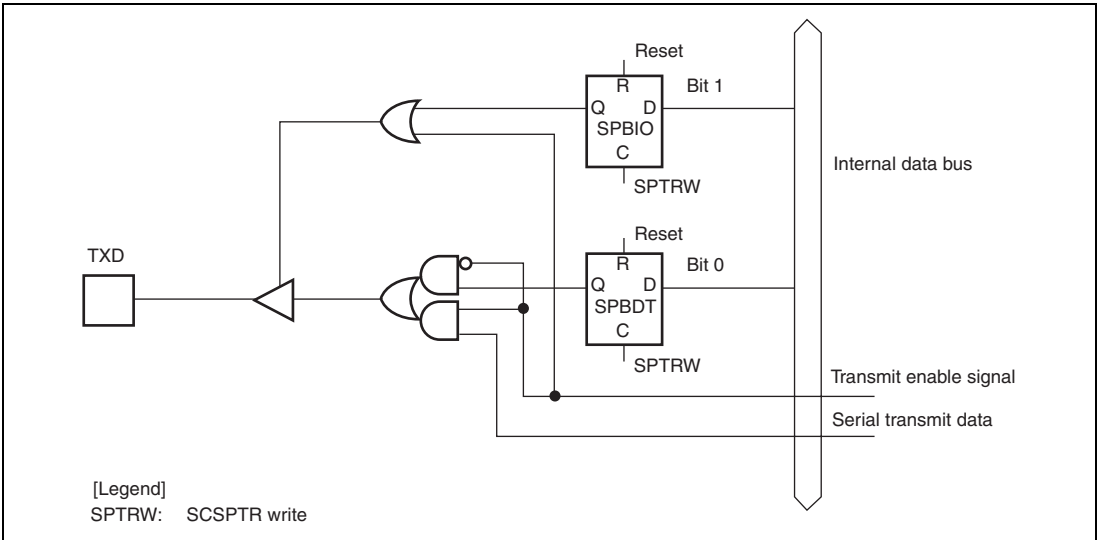 Reset
R
Bit 1
Q D
SPBIO
C
SPTRW
Internal data bus
Reset
R
Bit 0
Q D
SPBDT
C
SPTRW
TXD
Transmit enable signal
Serial transmit data
[Legend]
SPTRW: SCSPTR write